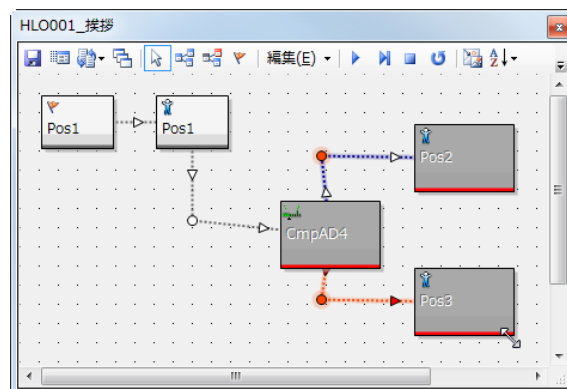 HLO001_挨拶
編集(E)
Pos1
Pos1
Pos2
CmpAD4
Pos3